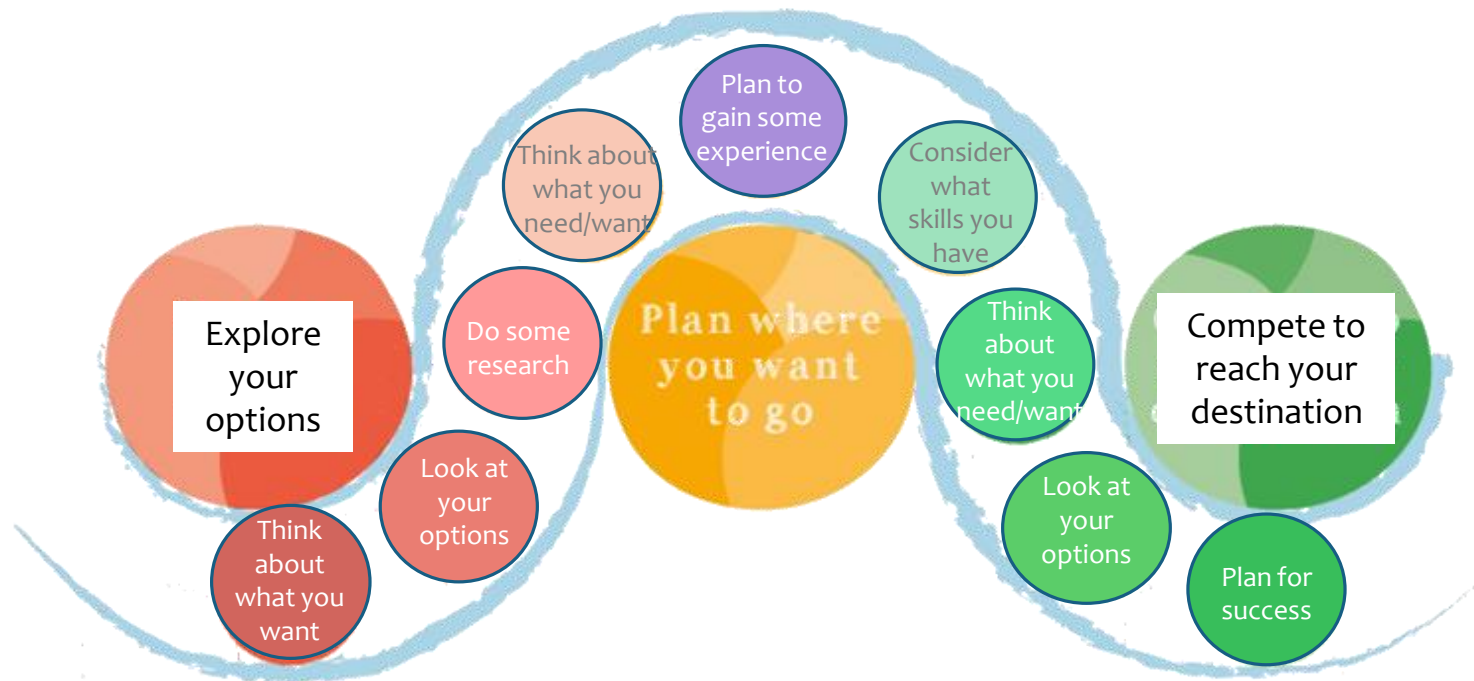 Explore
your
options
Think
about
what you
want
Look at
your
options
Do some
research
Think about
what you
need/want
Plan to
gain some
experience
Plan where
you want
to go
Consider
what
skills you
have
Think
about
what you
need/want
Look at
your
options
Plan for
success
Compete to
reach your
destination